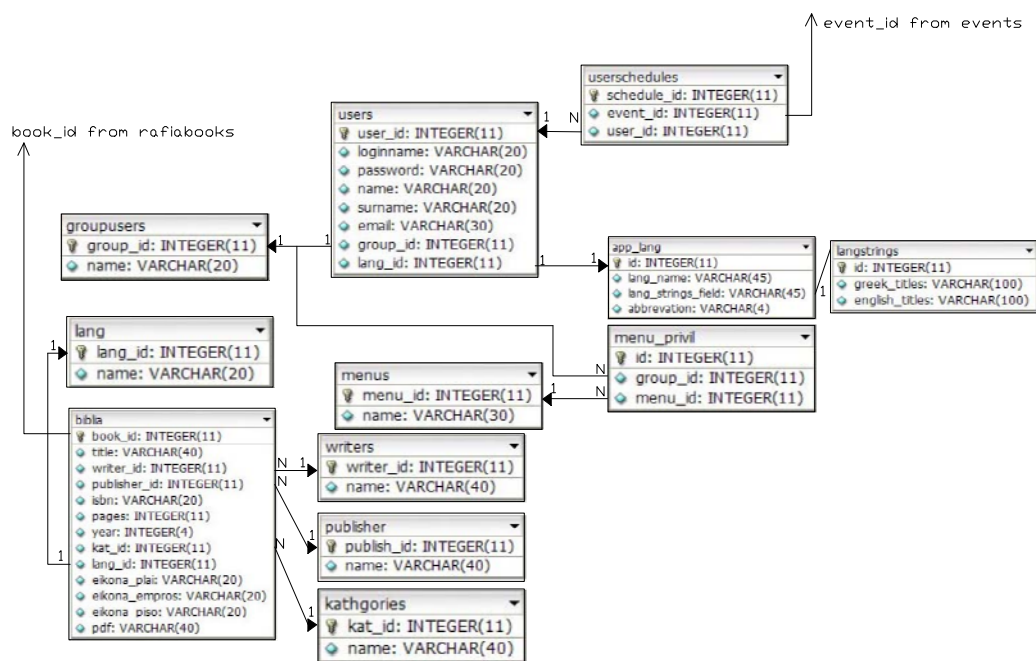 event_id from events
userschedules
schedule_id: INTEGER(11)
event_id: INTEGER(11)
user_id: INTEGER(11)
1
N
users
user_id: INTEGER(11)
loginname: VARCHAR(20)
password: VARCHAR(20)
name: VARCHAR(20)
surname: VARCHAR(20)
email: VARCHAR(30)
group_id: INTEGER(11)
lang_id: INTEGER(11)
book_id from rafiabooks
groupusers
group_id: INTEGER(11)
name: VARCHAR(20)
1
1
1
1
app_lang
id: INTEGER(11)
lang_name: VARCHAR(45)
lang_strings_field: VARCHAR(45)
abbrevation: VARCHAR(4)
1
langstrings
id: INTEGER(11)
greek_titles: VARCHAR(100)
english_titles: VARCHAR(100)
lang
lang_id: INTEGER(11)
name: VARCHAR(20)
1
menu_privil
id: INTEGER(11)
group_id: INTEGER(11)
menu_id: INTEGER(11)
N
N
1
menus
menu_id: INTEGER(11)
name: VARCHAR(30)
biblia
book_id: INTEGER(11)
title: VARCHAR(40)
writer_id: INTEGER(11)
publisher_id: INTEGER(11)
isbn: VARCHAR(20)
pages: INTEGER(11)
year: INTEGER(4)
kat_id: INTEGER(11)
lang_id: INTEGER(11)
eikona_plai: VARCHAR(20)
eikona_empros: VARCHAR(20)
eikona_piso: VARCHAR(20)
pdf: VARCHAR(40)
1
N
1
N
1
N
1
writers
writer_id: INTEGER(11)
name: VARCHAR(40)
publisher
publish_id: INTEGER(11)
name: VARCHAR(40)
kathgories
kat_id: INTEGER(11)
name: VARCHAR(40)